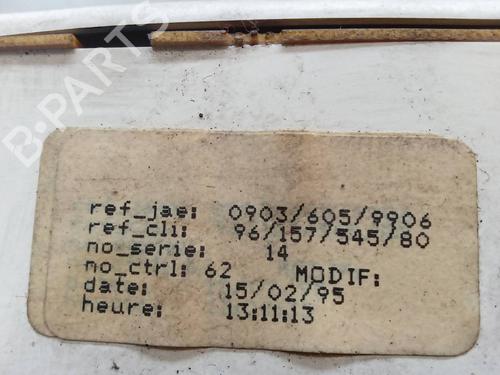 B-PARTS
ref_jae: 0903/605/9906
ref_cli: 96/157/545/80
no_serie: 14
no_ctrl: 62 MODIF:
date: 15/02/95
heure: 13:11:13